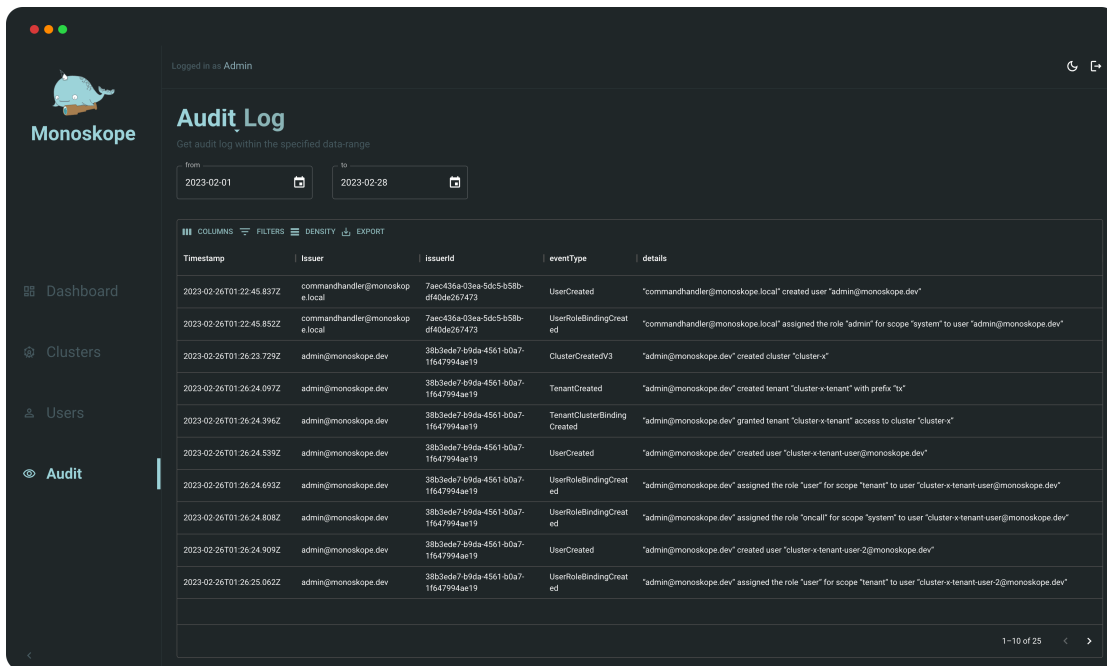 Logged in as Admin
Monoskope
Audit Log
Get audit log within the specified data-range
from
2023-02-01
to
2023-02-28
COLUMNS FILTERS DENSITY EXPORT
Timestamp Issuer issuerId eventType details
2023-02-26T01:22:45.837Z commandhandler@monoskop 7aec436a-03ea-5dc5-b58b- UserCreated "commandhandler@monoskope.local" created user "admin@monoskope.dev"
e.local df40de267473
2023-02-26T01:22:45.852Z commandhandler@monoskop 7aec436a-03ea-5dc5-b58b- UserRoleBindingCreat "commandhandler@monoskope.local" assigned the role "admin" for scope "system" to user "admin@monoskope.dev"
e.local df40de267473 ed
2023-02-26T01:26:23.729Z admin@monoskope.dev 38b3ede7-b9da-4561-b0a7- ClusterCreatedV3 "admin@monoskope.dev" created cluster "cluster-x"
1f647994ae19
2023-02-26T01:26:24.097Z admin@monoskope.dev 38b3ede7-b9da-4561-b0a7- TenantCreated "admin@monoskope.dev" created tenant "cluster-x-tenant" with prefix "tx"
1f647994ae19
2023-02-26T01:26:24.396Z admin@monoskope.dev 38b3ede7-b9da-4561-b0a7- TenantClusterBinding "admin@monoskope.dev" granted tenant "cluster-x-tenant" access to cluster "cluster-x"
1f647994ae19 Created
2023-02-26T01:26:24.539Z admin@monoskope.dev 38b3ede7-b9da-4561-b0a7- UserCreated "admin@monoskope.dev" created user "cluster-x-tenant-user@monoskope.dev"
1f647994ae19
2023-02-26T01:26:24.693Z admin@monoskope.dev 38b3ede7-b9da-4561-b0a7- UserRoleBindingCreat "admin@monoskope.dev" assigned the role "user" for scope "tenant" to user "cluster-x-tenant-user@monoskope.dev"
1f647994ae19 ed
2023-02-26T01:26:24.808Z admin@monoskope.dev 38b3ede7-b9da-4561-b0a7- UserRoleBindingCreat "admin@monoskope.dev" assigned the role "oncall" for scope "system" to user "cluster-x-tenant-user@monoskope.dev"
1f647994ae19 ed
2023-02-26T01:26:24.909Z admin@monoskope.dev 38b3ede7-b9da-4561-b0a7- UserCreated "admin@monoskope.dev" created user "cluster-x-tenant-user-2@monoskope.dev"
1f647994ae19
2023-02-26T01:26:25.062Z admin@monoskope.dev 38b3ede7-b9da-4561-b0a7- UserRoleBindingCreat "admin@monoskope.dev" assigned the role "user" for scope "tenant" to user "cluster-x-tenant-user-2@monoskope.dev"
1f647994ae19 ed
1–10 of 25
Dashboard
Clusters
Users
Audit